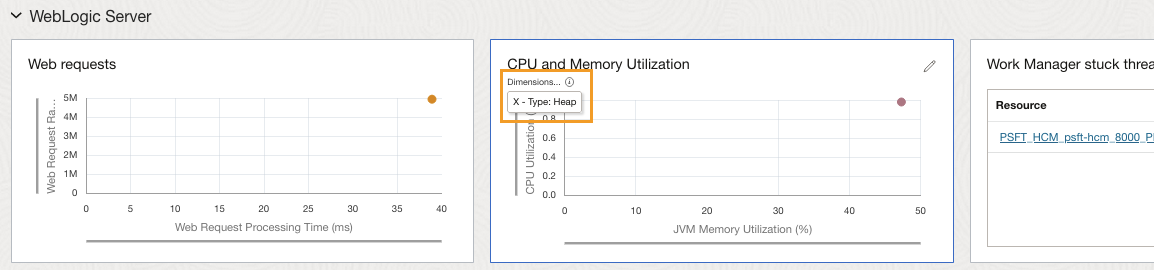 WebLogic Server
Web requests
Web Request Ra...
5M
4M
3M
2M
1M
0
0 5 10 15 20 25 30 35 40
Web Request Processing Time (ms)
CPU and Memory Utilization
Dimensions...
X - Type: Heap
CPU Utilization
0.8
0.6
0.4
0.2
0.0
0 10 20 30 40 50
JVM Memory Utilization (%)
Work Manager stuck threa
Resource
PSFT_HCM_psft-hcm_8000_P